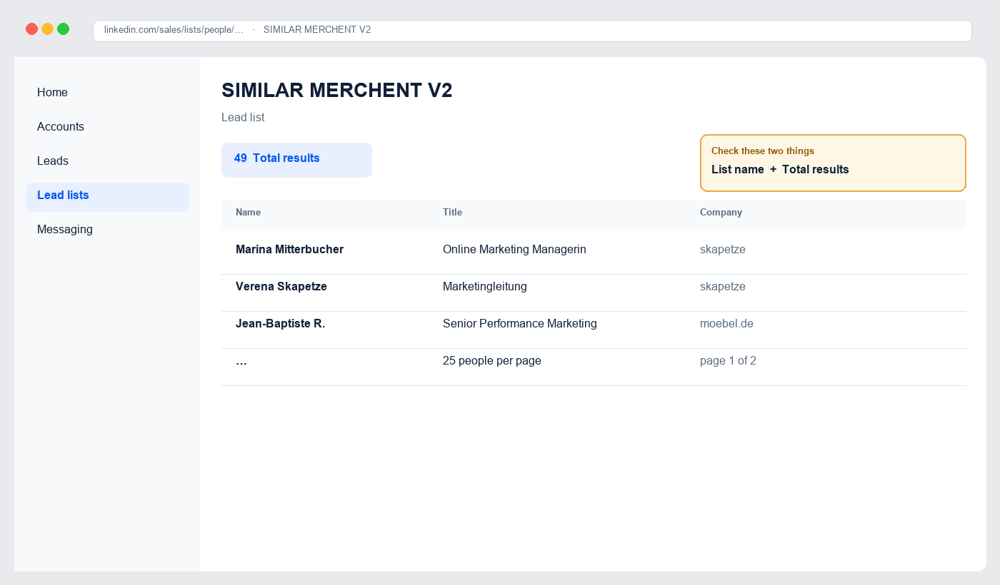 linkedin.com/sales/lists/people/… · SIMILAR MERCHENT V2
Home
Accounts
Leads
Lead lists
Messaging
SIMILAR MERCHENT V2
Lead list
49 Total results
Check these two things
List name + Total results
Name Title Company
Marina Mitterbucher Online Marketing Managerin skapetze
Verena Skapetze Marketingleitung skapetze
Jean-Baptiste R. Senior Performance Marketing moebel.de
… 25 people per page page 1 of 2